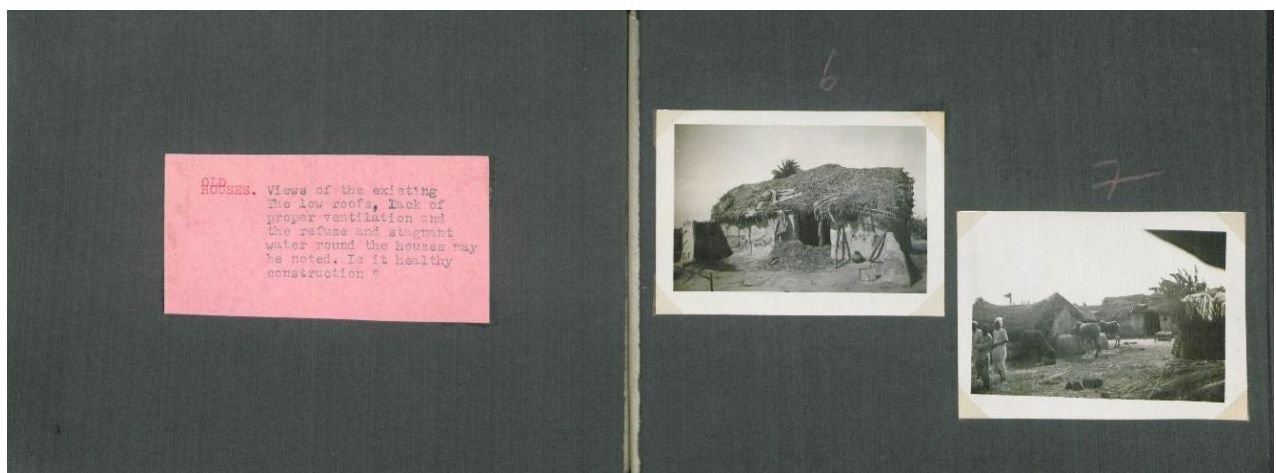 OLD
HOUSES. Views of the existing
The low roofs, lack of
proper ventilation and
the refuse and stagnant
water round the houses may
be noted. Is it healthy
construction ?
6
7